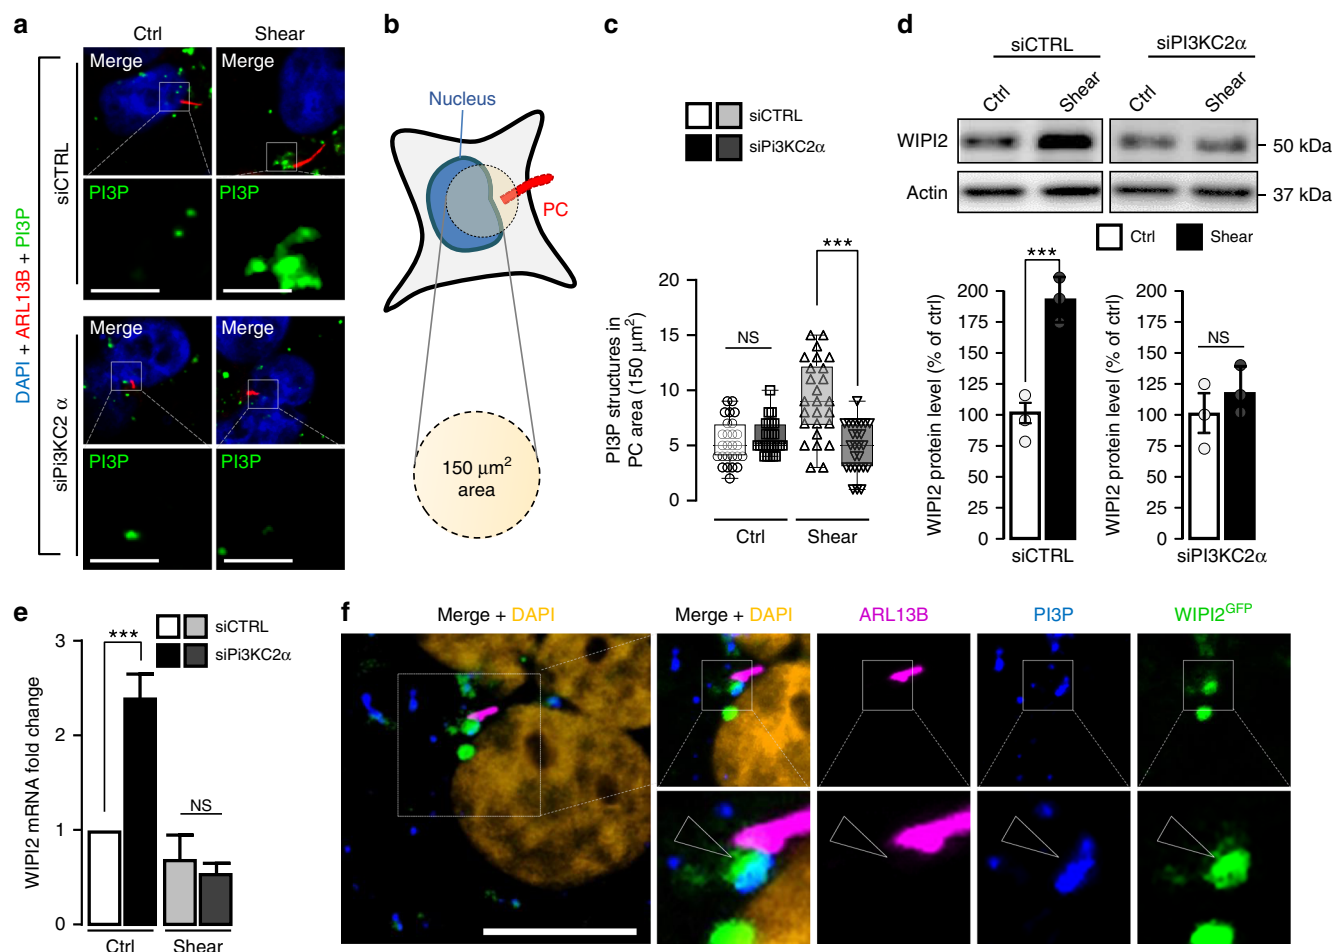 a
Ctrl
Shear
DAPI + ARL13B + PI3P
siCTRL
Merge
Merge
PI3P
PI3P
siPi3KC2 α
Merge
Merge
PI3P
PI3P
b
Nucleus
PC
150 μm²
area
c
siCTRL
siPi3KC2α
PI3P structures in
PC area (150 μm²)
20
15
10
5
0
NS
***
Ctrl
Shear
d
siCTRL
siPI3KC2α
Ctrl
Shear
Ctrl
Shear
WIPI2
50 kDa
Actin
37 kDa
Ctrl
Shear
WIPI2 protein level (% of ctrl)
200
175
150
125
100
75
50
25
0
***
siCTRL
WIPI2 protein level (% of ctrl)
200
175
150
125
100
75
50
25
0
NS
siPI3KC2α
e
siCTRL
siPi3KC2α
WIPI2 mRNA fold change
3
2
1
0
***
NS
Ctrl
Shear
f
Merge + DAPI
Merge + DAPI
ARL13B
PI3P
WIPI2GFP